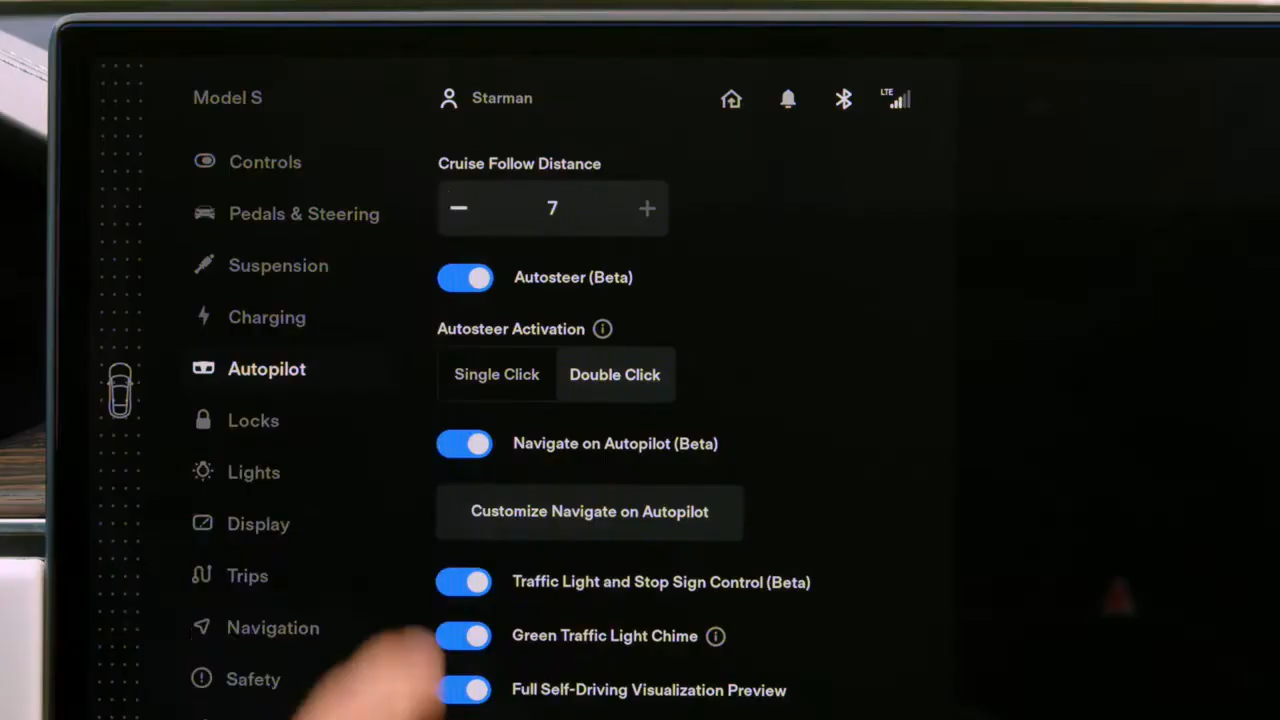 Model S
Starman
LTE
Controls
Pedals & Steering
Suspension
Charging
Autopilot
Locks
Lights
Display
Trips
Navigation
Safety
Cruise Follow Distance
− 7 +
Autosteer (Beta)
Autosteer Activation
Single Click Double Click
Navigate on Autopilot (Beta)
Customize Navigate on Autopilot
Traffic Light and Stop Sign Control (Beta)
Green Traffic Light Chime
Full Self-Driving Visualization Preview